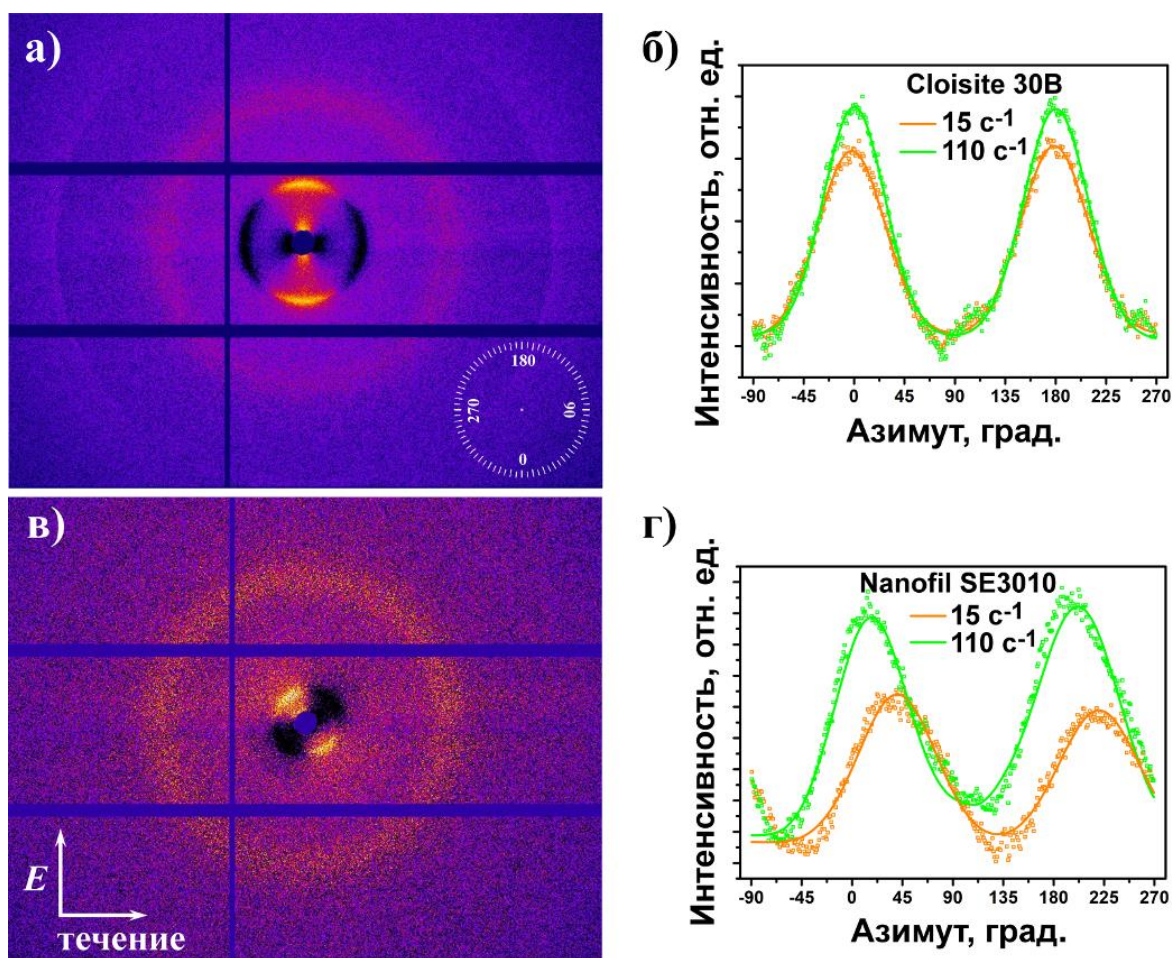 а)
180
270
90
0
б)
Cloisite 30B
15 с-1
110 с-1
Интенсивность, отн. ед.
-90 -45 0 45 90 135 180 225 270
Азимут, град.
в)
E
течение
г)
Nanofil SE3010
15 с-1
110 с-1
Интенсивность, отн. ед.
-90 -45 0 45 90 135 180 225 270
Азимут, град.